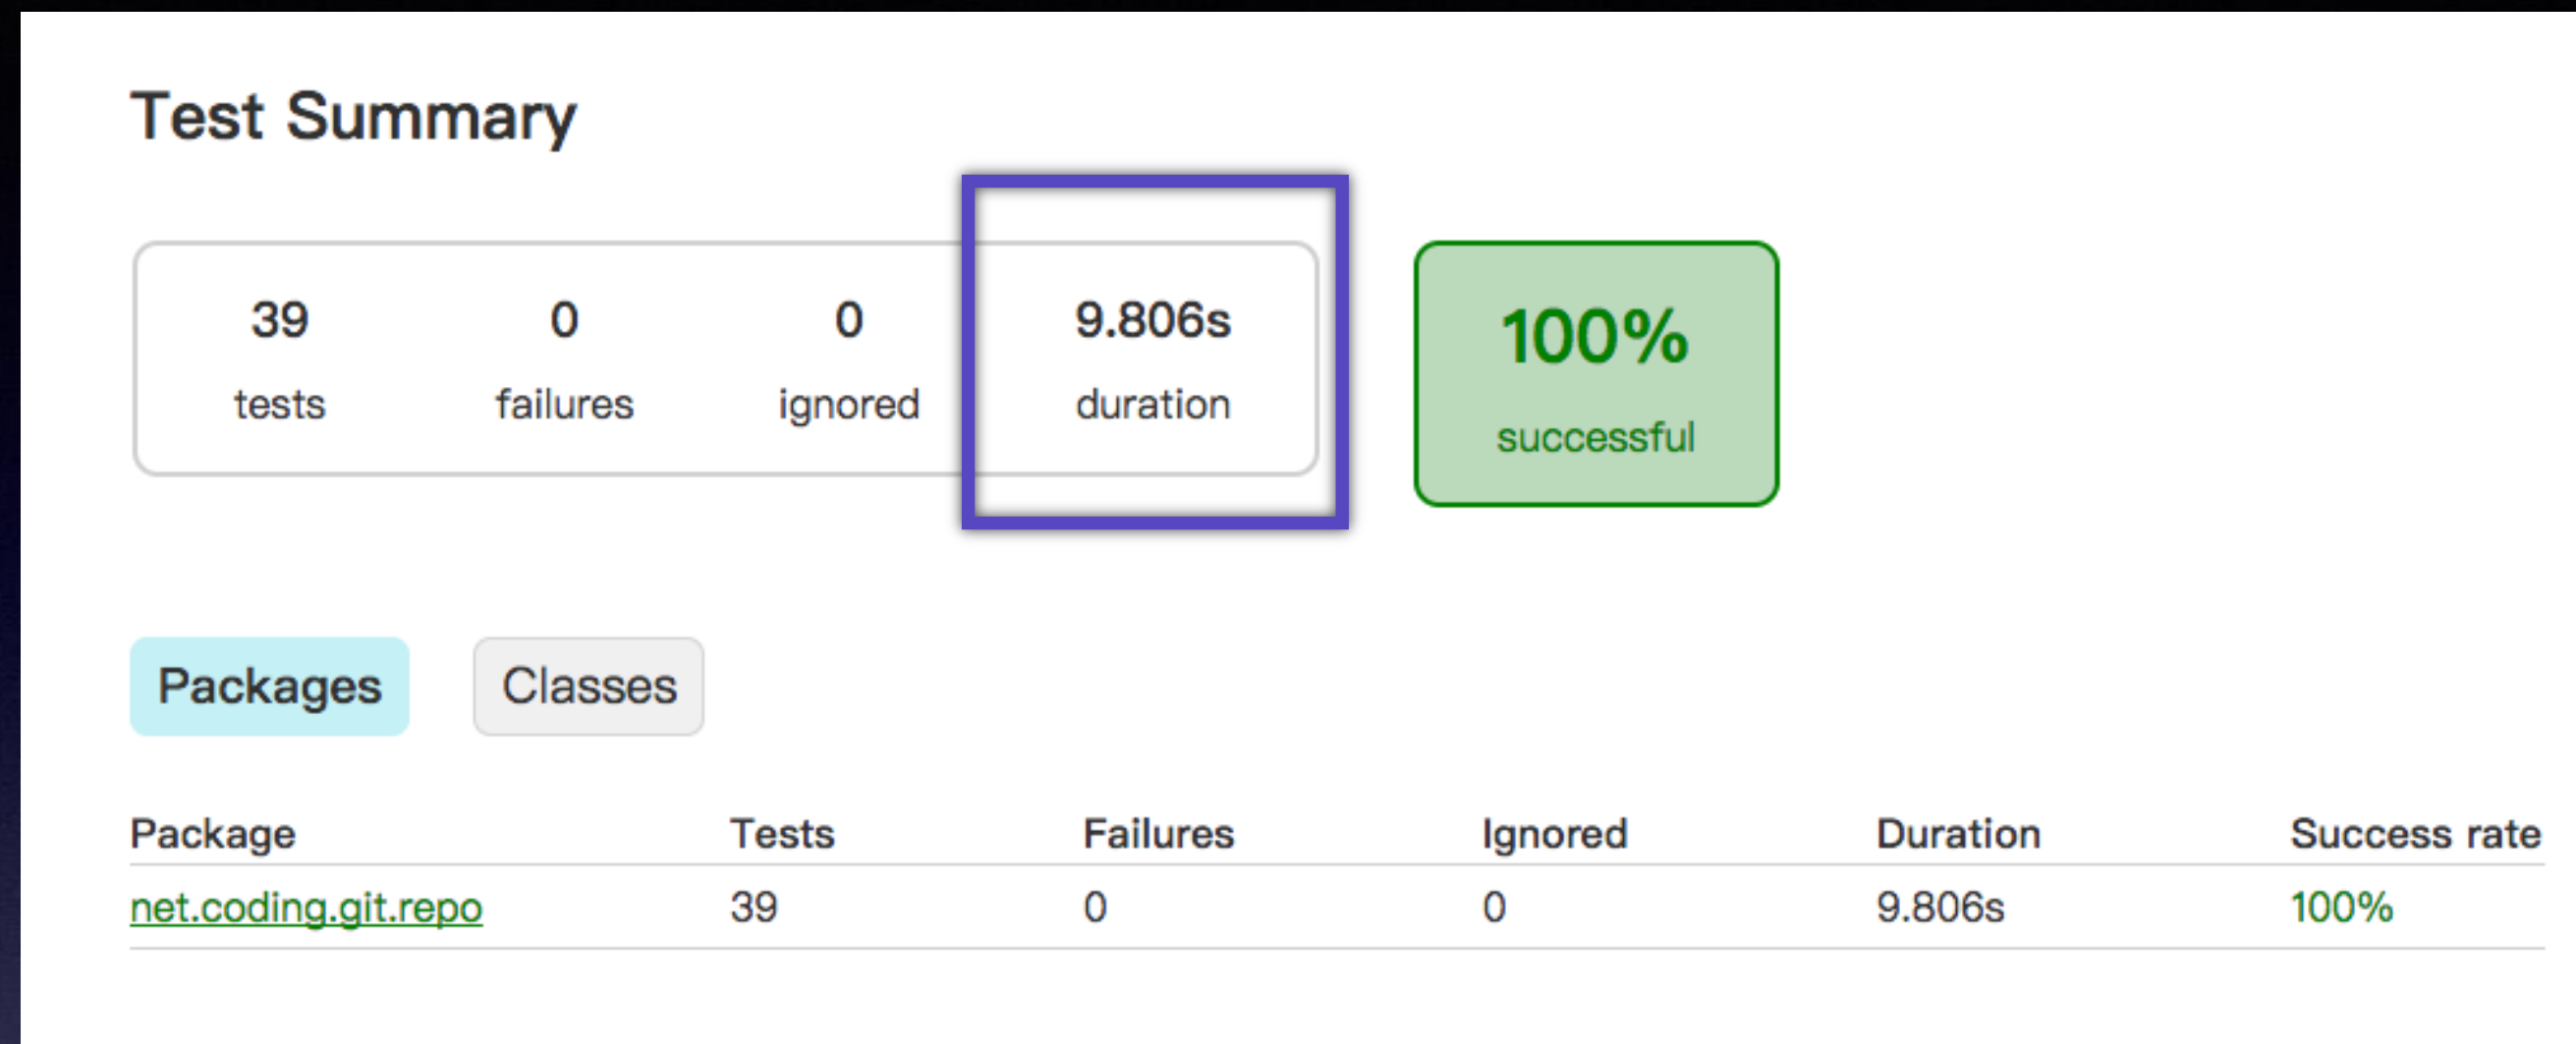 Test Summary
39 0 0 9.806s
tests failures ignored duration
100%
successful
Packages Classes
Package Tests Failures Ignored Duration Success rate
net.coding.git.repo 39 0 0 9.806s 100%